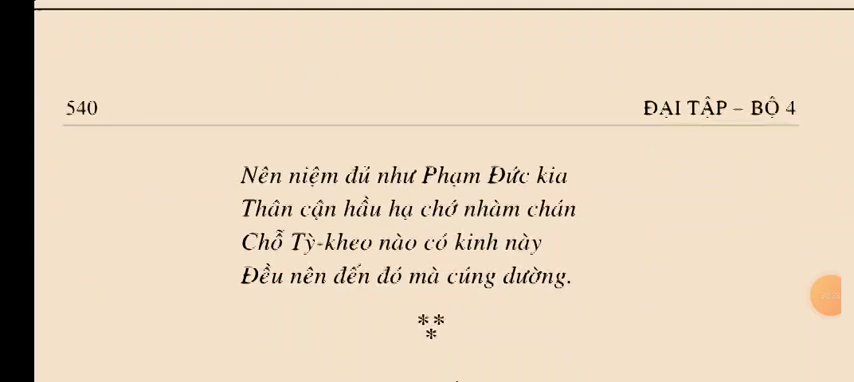 540 ĐẠI TẬP – BỘ 4
Nên niệm đủ như Phạm Đức kia
Thân cận hầu hạ chớ nhàm chán
Chỗ Tỳ-kheo nào có kinh này
Đều nên đến đó mà cúng dường.
**
*